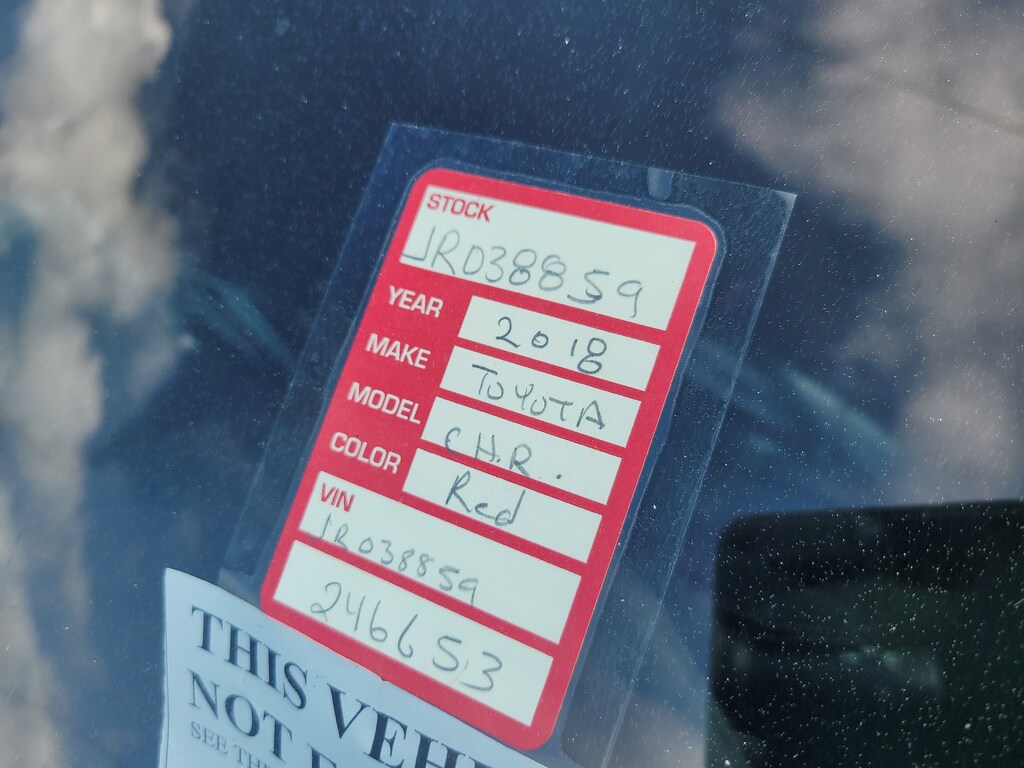 STOCK
JR038859
YEAR 2018
MAKE TOYOTA
MODEL C.H.R.
COLOR Red
VIN
JR038859
246653
THIS VEH
NOT
SEE TH